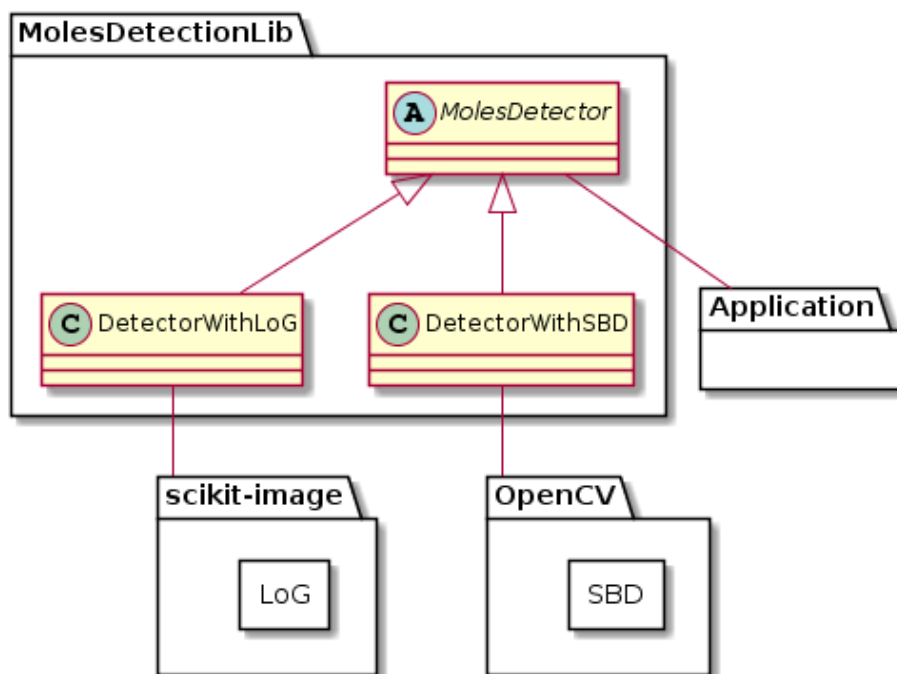 MolesDetectionLib
A MolesDetector
C DetectorWithLoG
C DetectorWithSBD
Application
scikit-image
OpenCV
LoG
SBD